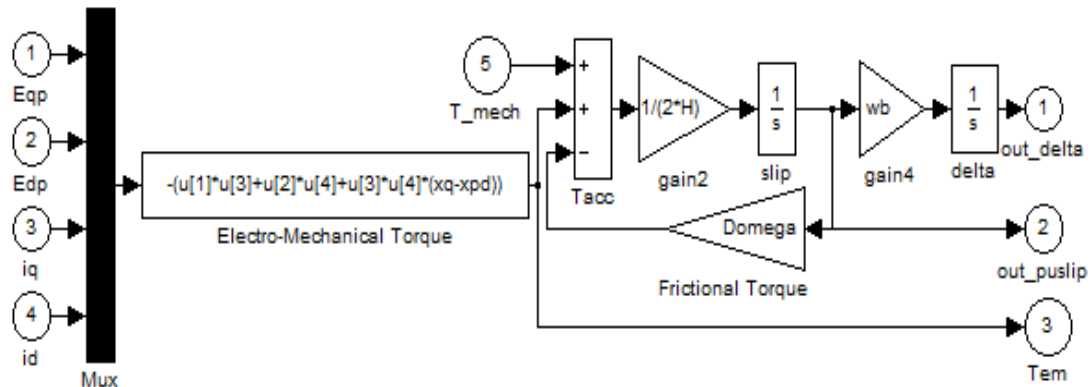 1
Eqp
2
Edp
3
iq
4
id
Mux
-(u[1]*u[3]+u[2]*u[4]+u[3]*u[4]*(xq-xpd))
Electro-Mechanical Torque
5
T_mech
+
+
−
Tacc
1/(2*H)
gain2
1
s
slip
wb
gain4
1
s
delta
1
out_delta
Domega
Frictional Torque
2
out_puslip
3
Tem